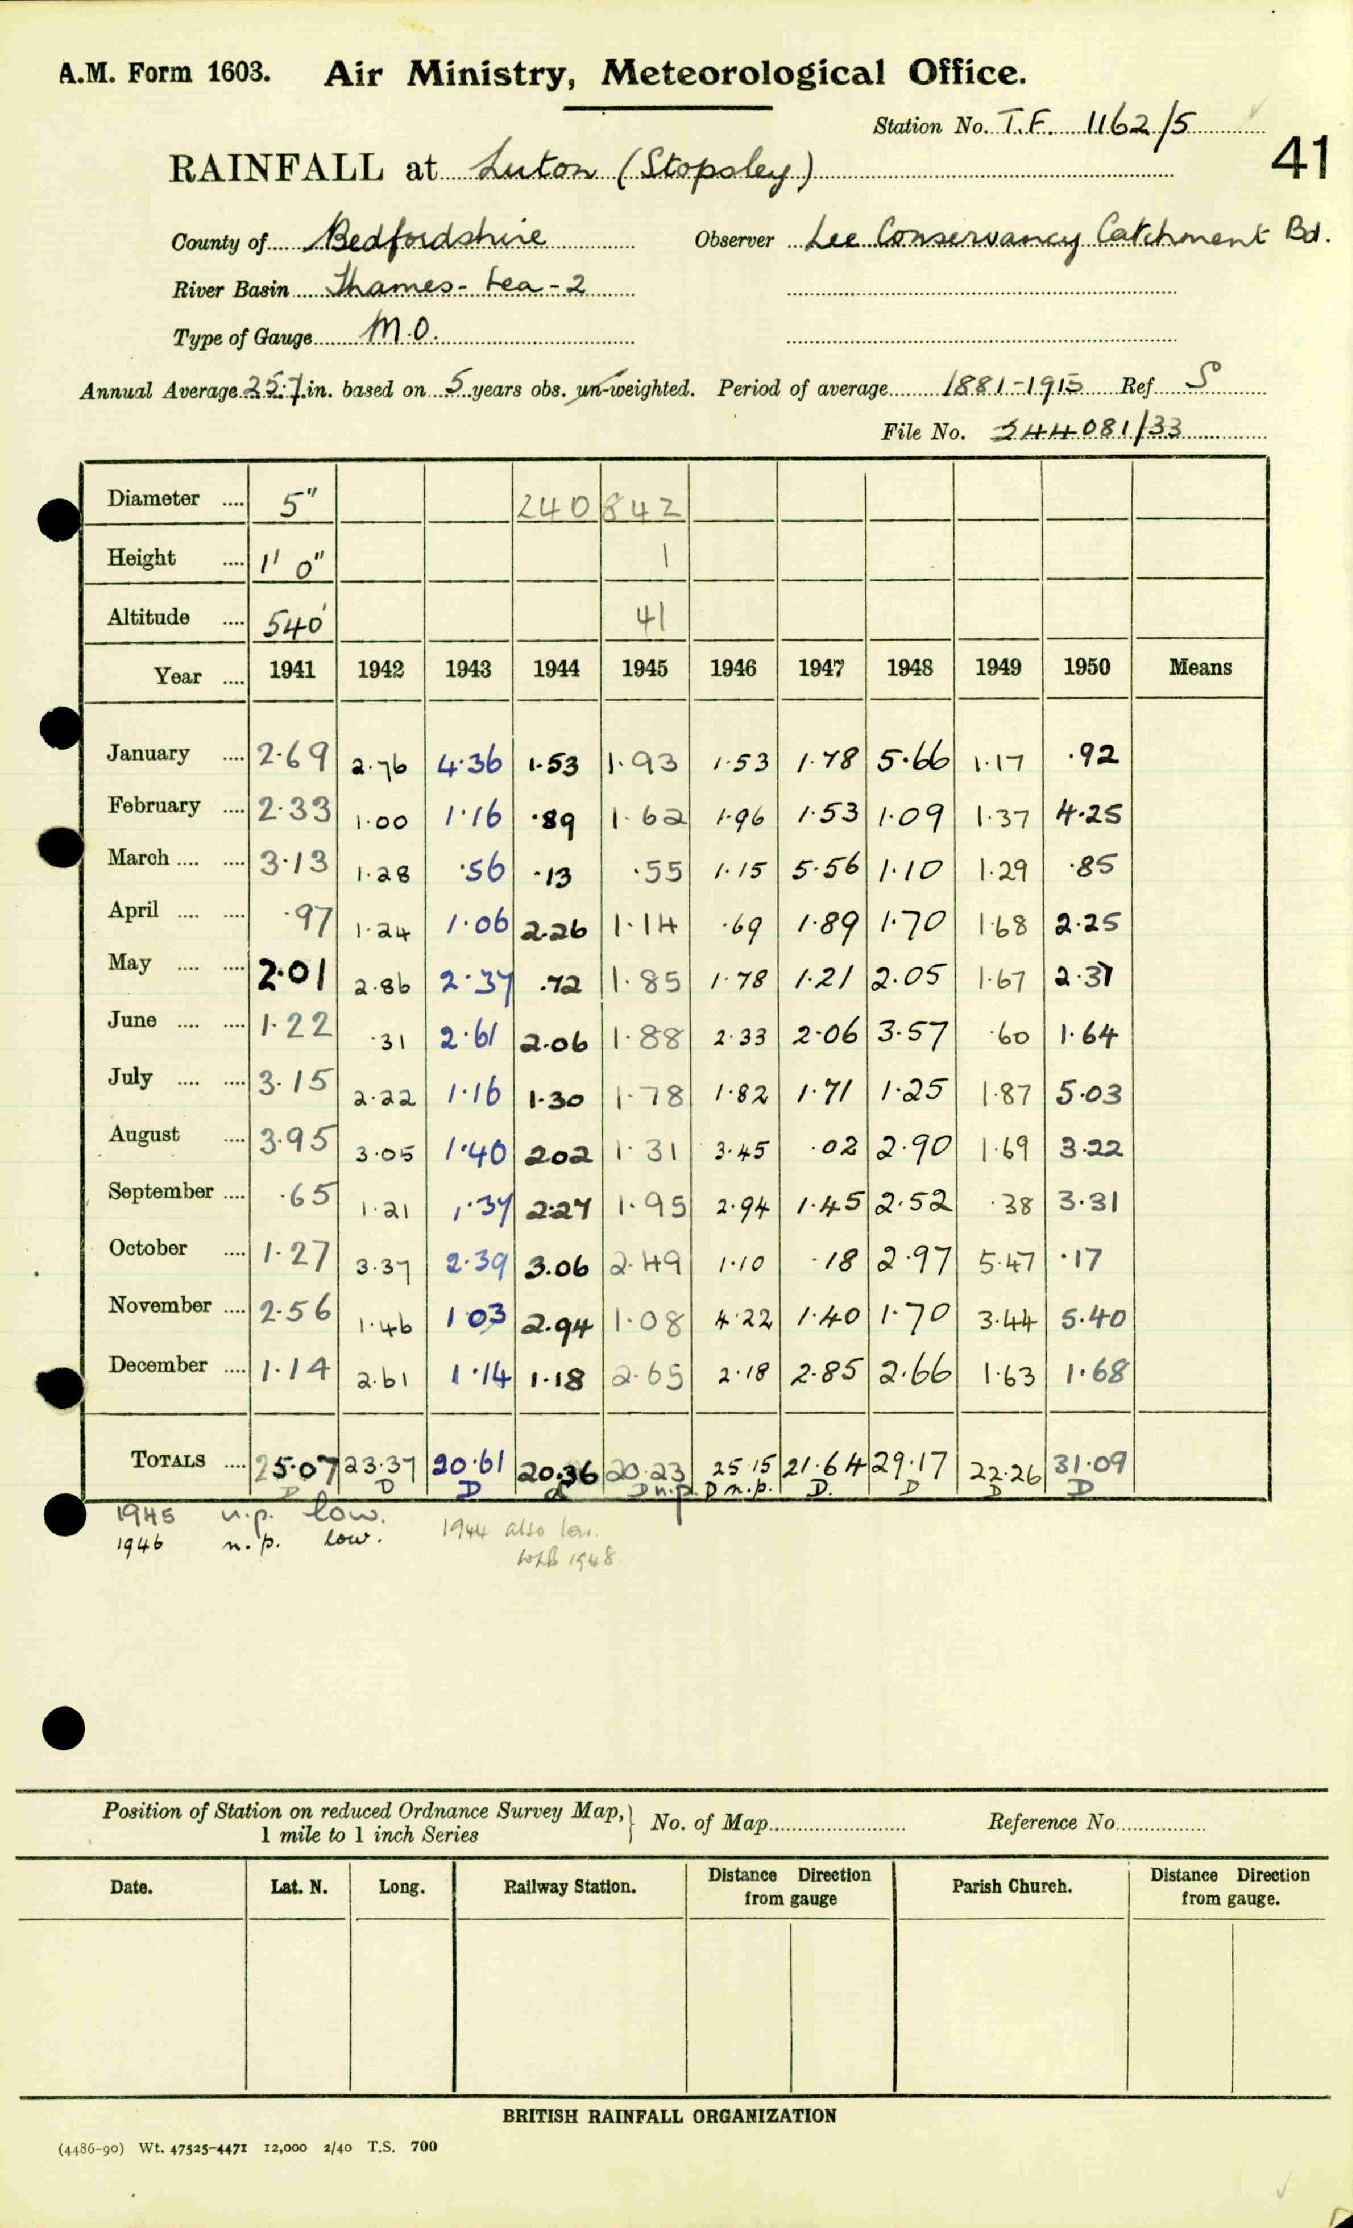 A.M. Form 1603. Air Ministry, Meteorological Office.
Station No. T.F. 1162/5
41
RAINFALL at Luton (Stopsley)
County of Bedfordshire Observer Lee Conservancy Catchment Bd.
River Basin Thames - Lea - 2
Type of Gauge M.O.
Annual Average 25.7 in. based on 5 years obs. un-weighted. Period of average 1881-1915 Ref S
File No. 244081/33
Diameter .... 5" 240 842
Height .... 1' 0" 1
Altitude .... 540' 41
Year .... 1941 1942 1943 1944 1945 1946 1947 1948 1949 1950 Means
January .... 2.69 2.76 4.36 1.53 1.93 1.53 1.78 5.66 1.17 .92
February .... 2.33 1.00 1.16 .89 1.62 1.96 1.53 1.09 1.37 4.25
March .... .... 3.13 1.28 .56 .13 .55 1.15 5.56 1.10 1.29 .85
April .... .... .97 1.24 1.06 2.26 1.14 .69 1.89 1.70 1.68 2.25
May .... .... 2.01 2.86 2.37 .72 1.85 1.78 1.21 2.05 1.67 2.37
June .... .... 1.22 .31 2.61 2.06 1.88 2.33 2.06 3.57 .60 1.64
July .... .... 3.15 2.22 1.16 1.30 1.78 1.82 1.71 1.25 1.87 5.03
August .... 3.95 3.05 1.40 202 1.31 3.45 .02 2.90 1.69 3.22
September .... .65 1.21 1.37 2.27 1.95 2.94 1.45 2.52 .38 3.31
October .... 1.27 3.37 2.39 3.06 2.49 1.10 .18 2.97 5.47 .17
November .... 2.56 1.46 1 03 2.94 1.08 4.22 1.40 1.70 3.44 5.40
December .... 1.14 2.61 1.14 1.18 2.65 2.18 2.85 2.66 1.63 1.68
TOTALS .... 25.07 23.37 20.61 20.36 20.23 25.15 21.64 29.17 22.26 31.09
D D D d D n.p. D n.p. D. D D D
1945 n.p. low.
1946 n.p. low. 1944 also low.
1948
Position of Station on reduced Ordnance Survey Map, No. of Map Reference No
1 mile to 1 inch Series
Date. Lat. N. Long. Railway Station. Distance Direction from gauge Parish Church. Distance Direction from gauge.
BRITISH RAINFALL ORGANIZATION
(4486-90) Wt. 47525-4471 12,000 2/40 T.S. 700